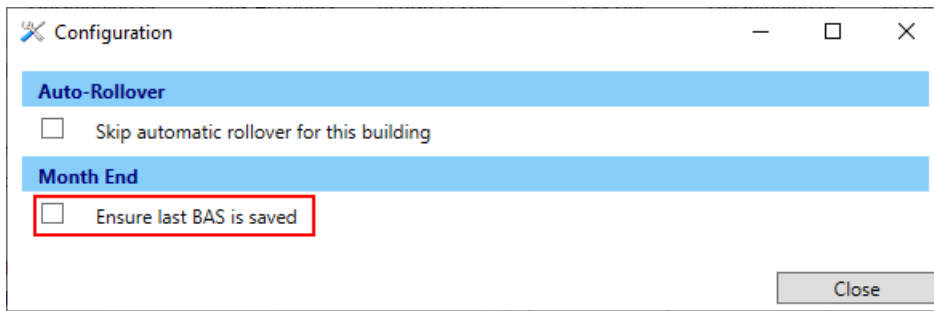 Configuration
Auto-Rollover
Skip automatic rollover for this building
Month End
Ensure last BAS is saved
Close